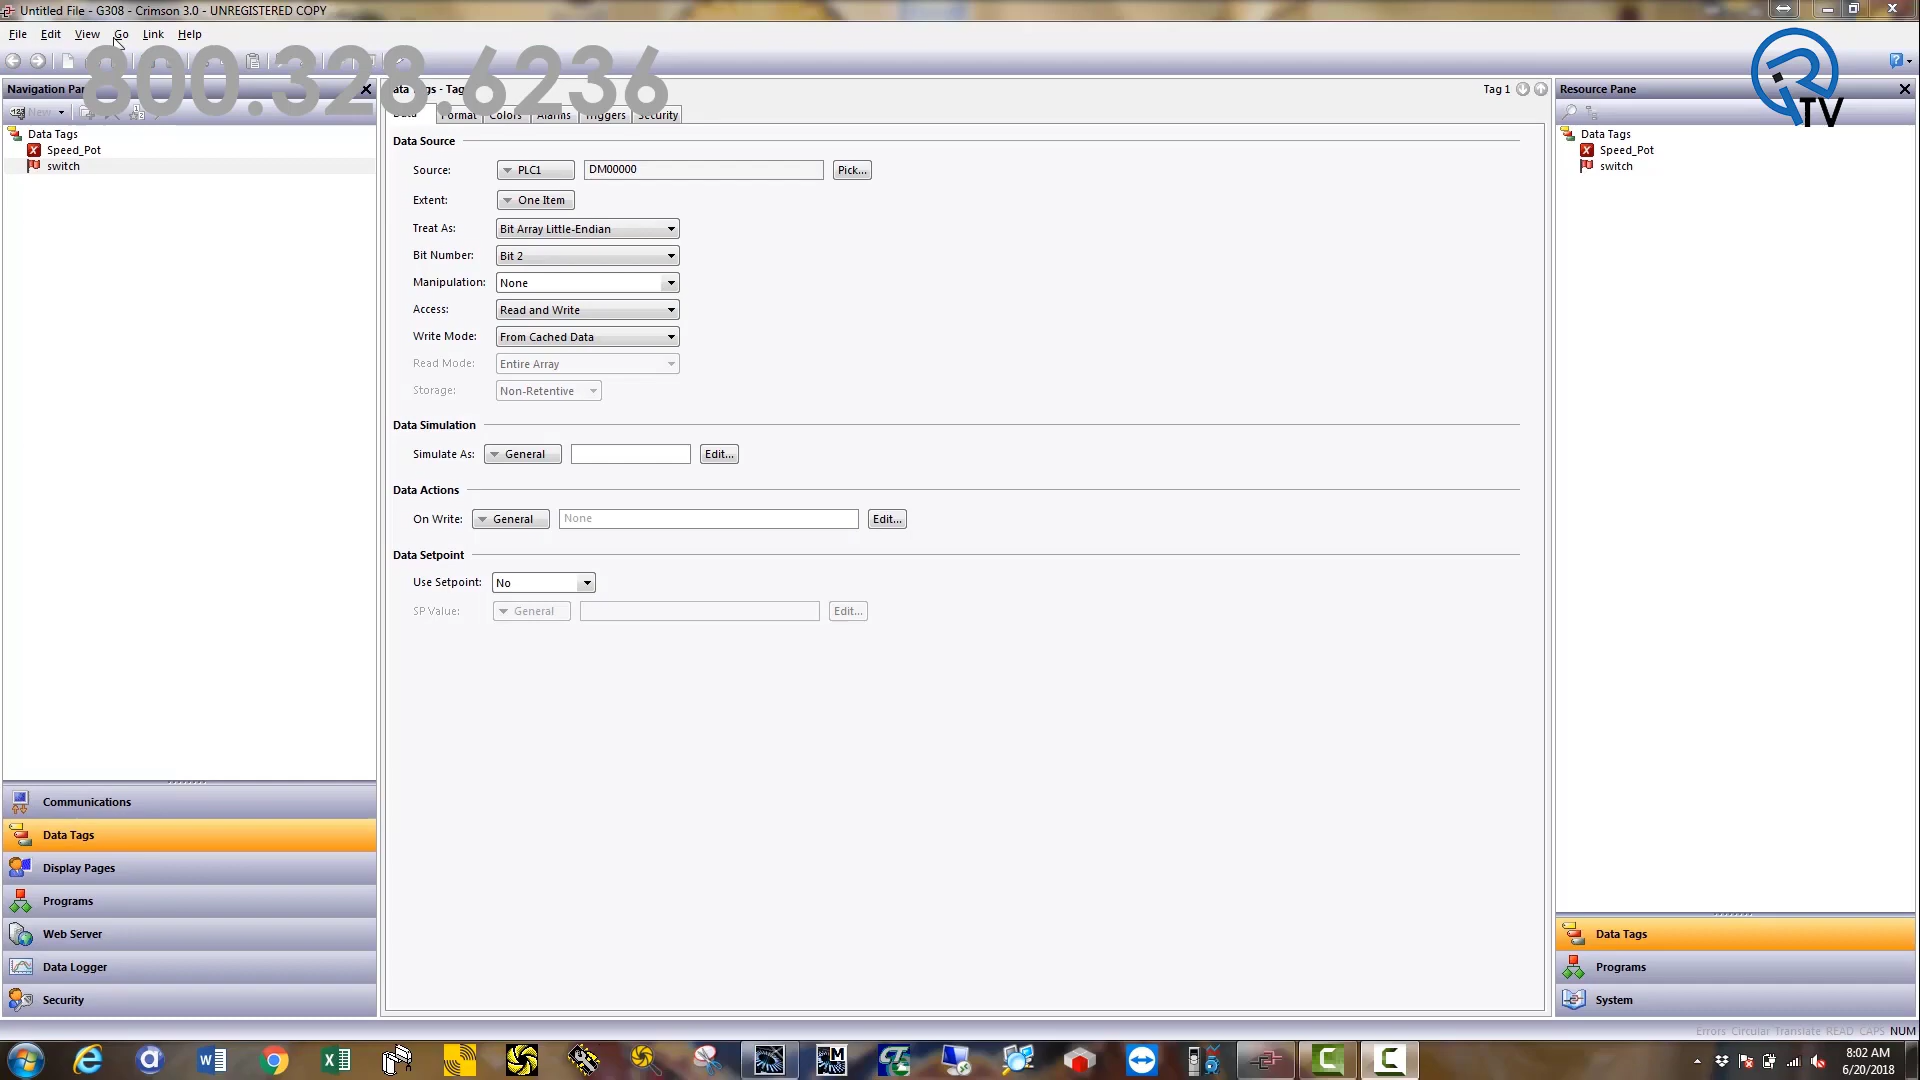 Untitled File - G308 - Crimson 3.0 - UNREGISTERED COPY
File Edit View Go Link Help
800.328.6236
TV
Navigation Pane
New
Data Tags
Speed_Pot
switch
Communications
Data Tags
Display Pages
Programs
Web Server
Data Logger
Security
Tag 1
Format Colors Alarms Triggers Security
Data Source
Source: PLC1 DM00000 Pick...
Extent: One Item
Treat As: Bit Array Little-Endian
Bit Number: Bit 2
Manipulation: None
Access: Read and Write
Write Mode: From Cached Data
Read Mode: Entire Array
Storage: Non-Retentive
Data Simulation
Simulate As: General Edit...
Data Actions
On Write: General None Edit...
Data Setpoint
Use Setpoint: No
SP Value: General Edit...
Resource Pane
Data Tags
Speed_Pot
switch
Data Tags
Programs
System
Errors Circular Translate READ CAPS NUM
8:02 AM
6/20/2018